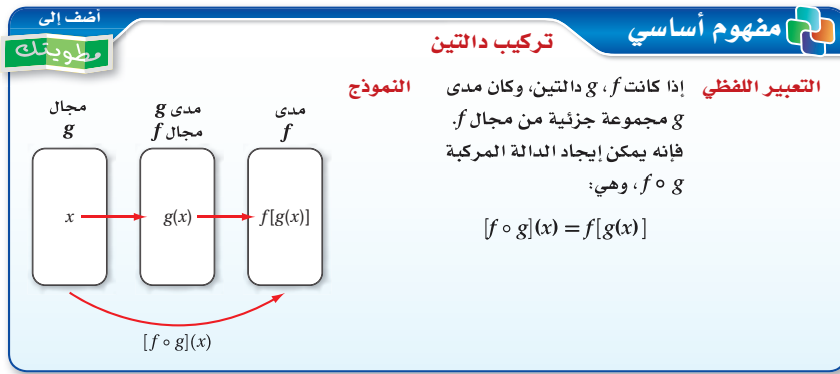 مفهوم أساسي
أضف إلى
مطويتك
تركيب دالتين
التعبير اللفظي
إذا كانت f ، g دالتين، وكان مدى
g مجموعة جزئية من مجال f.
فإنه يمكن إيجاد الدالة المركبة
f ∘ g ، وهي:
[f ∘ g](x) = f[g(x)]
النموذج
مجال
g
مدى g
مجال f
مدى
f
x
g(x)
f[g(x)]
[f ∘ g](x)